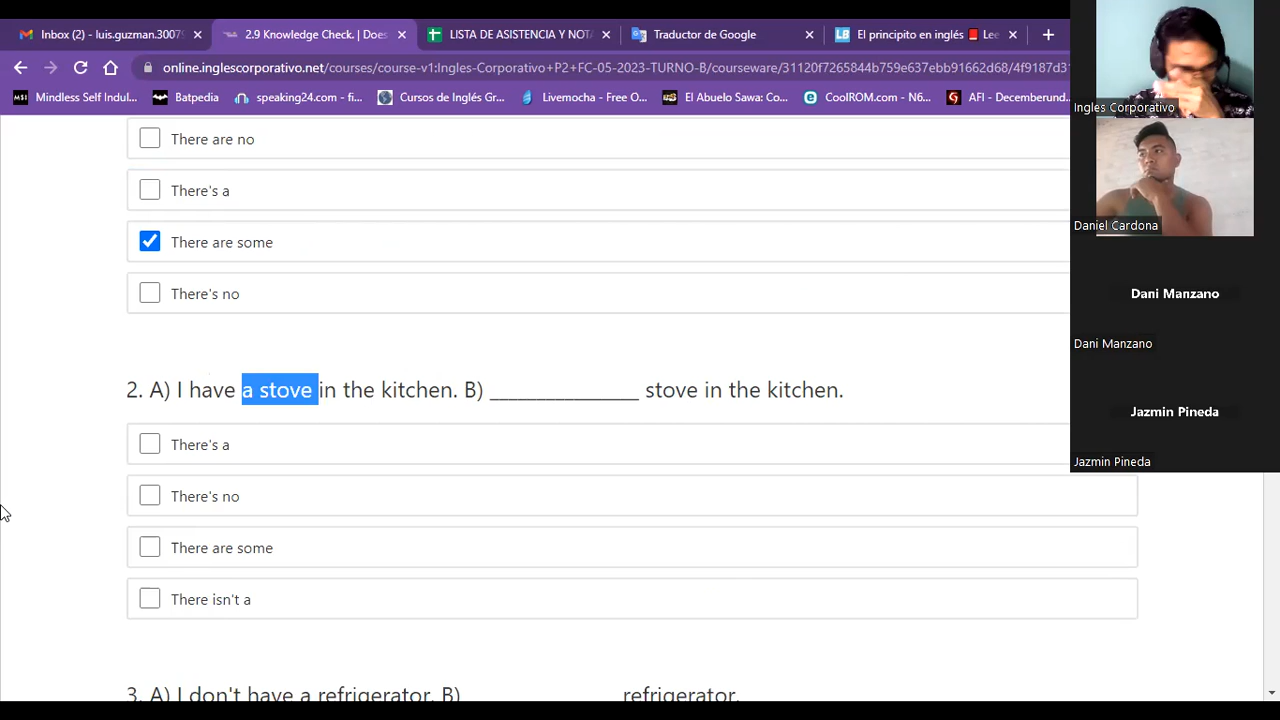 Inbox (2) - luis.guzman.3007
2.9 Knowledge Check. | Does
LISTA DE ASISTENCIA Y NOTA
Traductor de Google
El principito en inglés
Lee
online.inglescorporativo.net/courses/course-v1:Ingles-Corporativo+P2+FC-05-2023-TURNO-B/courseware/31120f7265844b759e637ebb91662d68/4f9187d3
Mindless Self Indul...
Batpedia
speaking24.com - fi...
Cursos de Inglés Gr...
Livemocha - Free O...
El Abuelo Sawa: Co...
CoolROM.com - N6...
AFI - Decemberund
Ingles Corporativo
Daniel Cardona
Dani Manzano
Dani Manzano
Jazmin Pineda
Jazmin Pineda
There are no
There's a
There are some
There's no
2. A) I have a stove in the kitchen. B) ________________ stove in the kitchen.
There's a
There's no
There are some
There isn't a
3. A) I don't have a refrigerator. B) ________________ refrigerator.